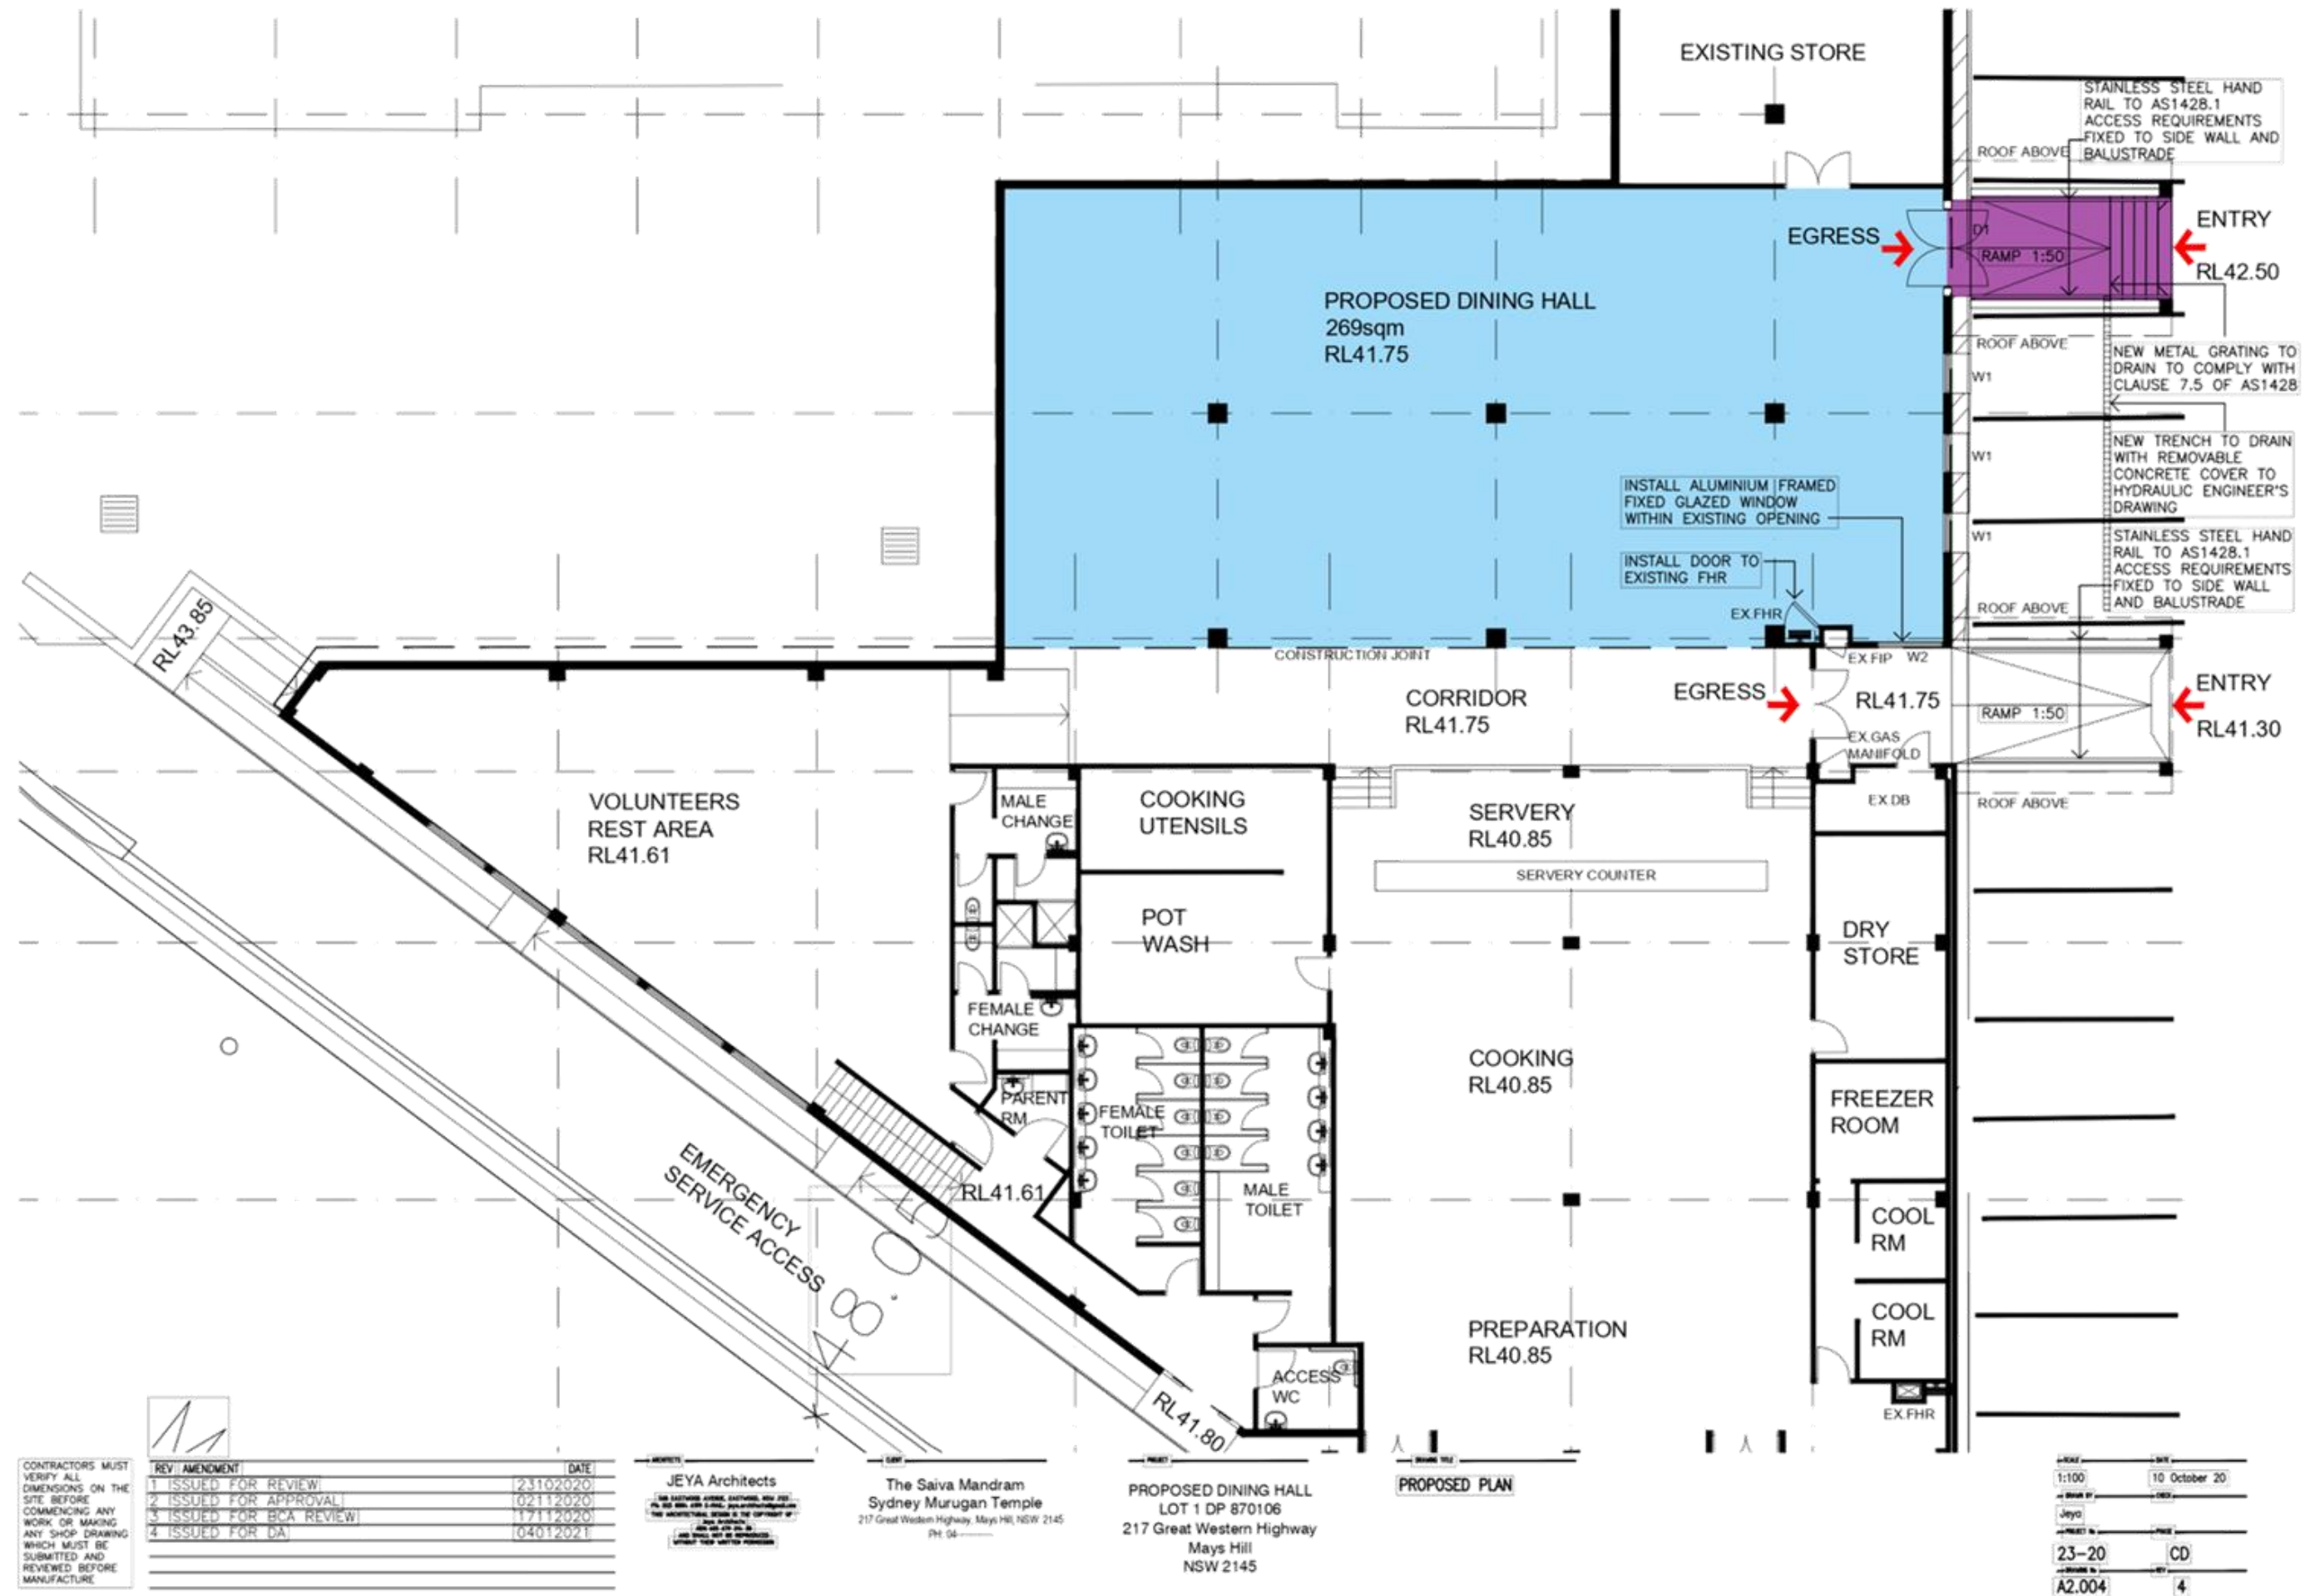 EXISTING STORE
STAINLESS STEEL HAND
RAIL TO AS1428.1
ACCESS REQUIREMENTS
FIXED TO SIDE WALL AND
BALUSTRADE
ROOF ABOVE
EGRESS
D1
RAMP 1:50
ENTRY
RL42.50
PROPOSED DINING HALL
269sqm
RL41.75
ROOF ABOVE
NEW METAL GRATING TO
DRAIN TO COMPLY WITH
CLAUSE 7.5 OF AS1428
W1
NEW TRENCH TO DRAIN
WITH REMOVABLE
CONCRETE COVER TO
HYDRAULIC ENGINEER'S
DRAWING
W1
INSTALL ALUMINIUM FRAMED
FIXED GLAZED WINDOW
WITHIN EXISTING OPENING
W1
STAINLESS STEEL HAND
RAIL TO AS1428.1
ACCESS REQUIREMENTS
FIXED TO SIDE WALL
AND BALUSTRADE
INSTALL DOOR TO
EXISTING FHR
EX.FHR
ROOF ABOVE
RL43.85
CONSTRUCTION JOINT
EX FIP
W2
CORRIDOR
RL41.75
EGRESS
RL41.75
RAMP 1:50
ENTRY
RL41.30
EX.GAS
MANIFOLD
VOLUNTEERS
REST AREA
RL41.61
MALE
CHANGE
COOKING
UTENSILS
SERVERY
RL40.85
EX.DB
ROOF ABOVE
SERVERY COUNTER
POT
WASH
DRY
STORE
FEMALE
CHANGE
COOKING
RL40.85
PARENT
RM
FEMALE
TOILET
FREEZER
ROOM
EMERGENCY
SERVICE ACCESS
RL41.61
MALE
TOILET
COOL
RM
COOL
RM
PREPARATION
RL40.85
ACCESS
WC
RL41.80
EX.FHR
CONTRACTORS MUST
VERIFY ALL
DIMENSIONS ON THE
SITE BEFORE
COMMENCING ANY
WORK OR MAKING
ANY SHOP DRAWING
WHICH MUST BE
SUBMITTED AND
REVIEWED BEFORE
MANUFACTURE
REV AMENDMENT DATE
1 ISSUED FOR REVIEW 23102020
2 ISSUED FOR APPROVAL 02112020
3 ISSUED FOR BCA REVIEW 17112020
4 ISSUED FOR DA 04012021
ARCHITECTS
JEYA Architects
CLIENT
The Saiva Mandram
Sydney Murugan Temple
217 Great Western Highway, Mays Hill, NSW 2145
PROJECT
PROPOSED DINING HALL
LOT 1 DP 870106
217 Great Western Highway
Mays Hill
NSW 2145
DRAWING TITLE
PROPOSED PLAN
SCALE
1:100
DATE
10 October 20
DRAWN BY
Jeya
PROJECT No
23-20
CD
A2.004
4